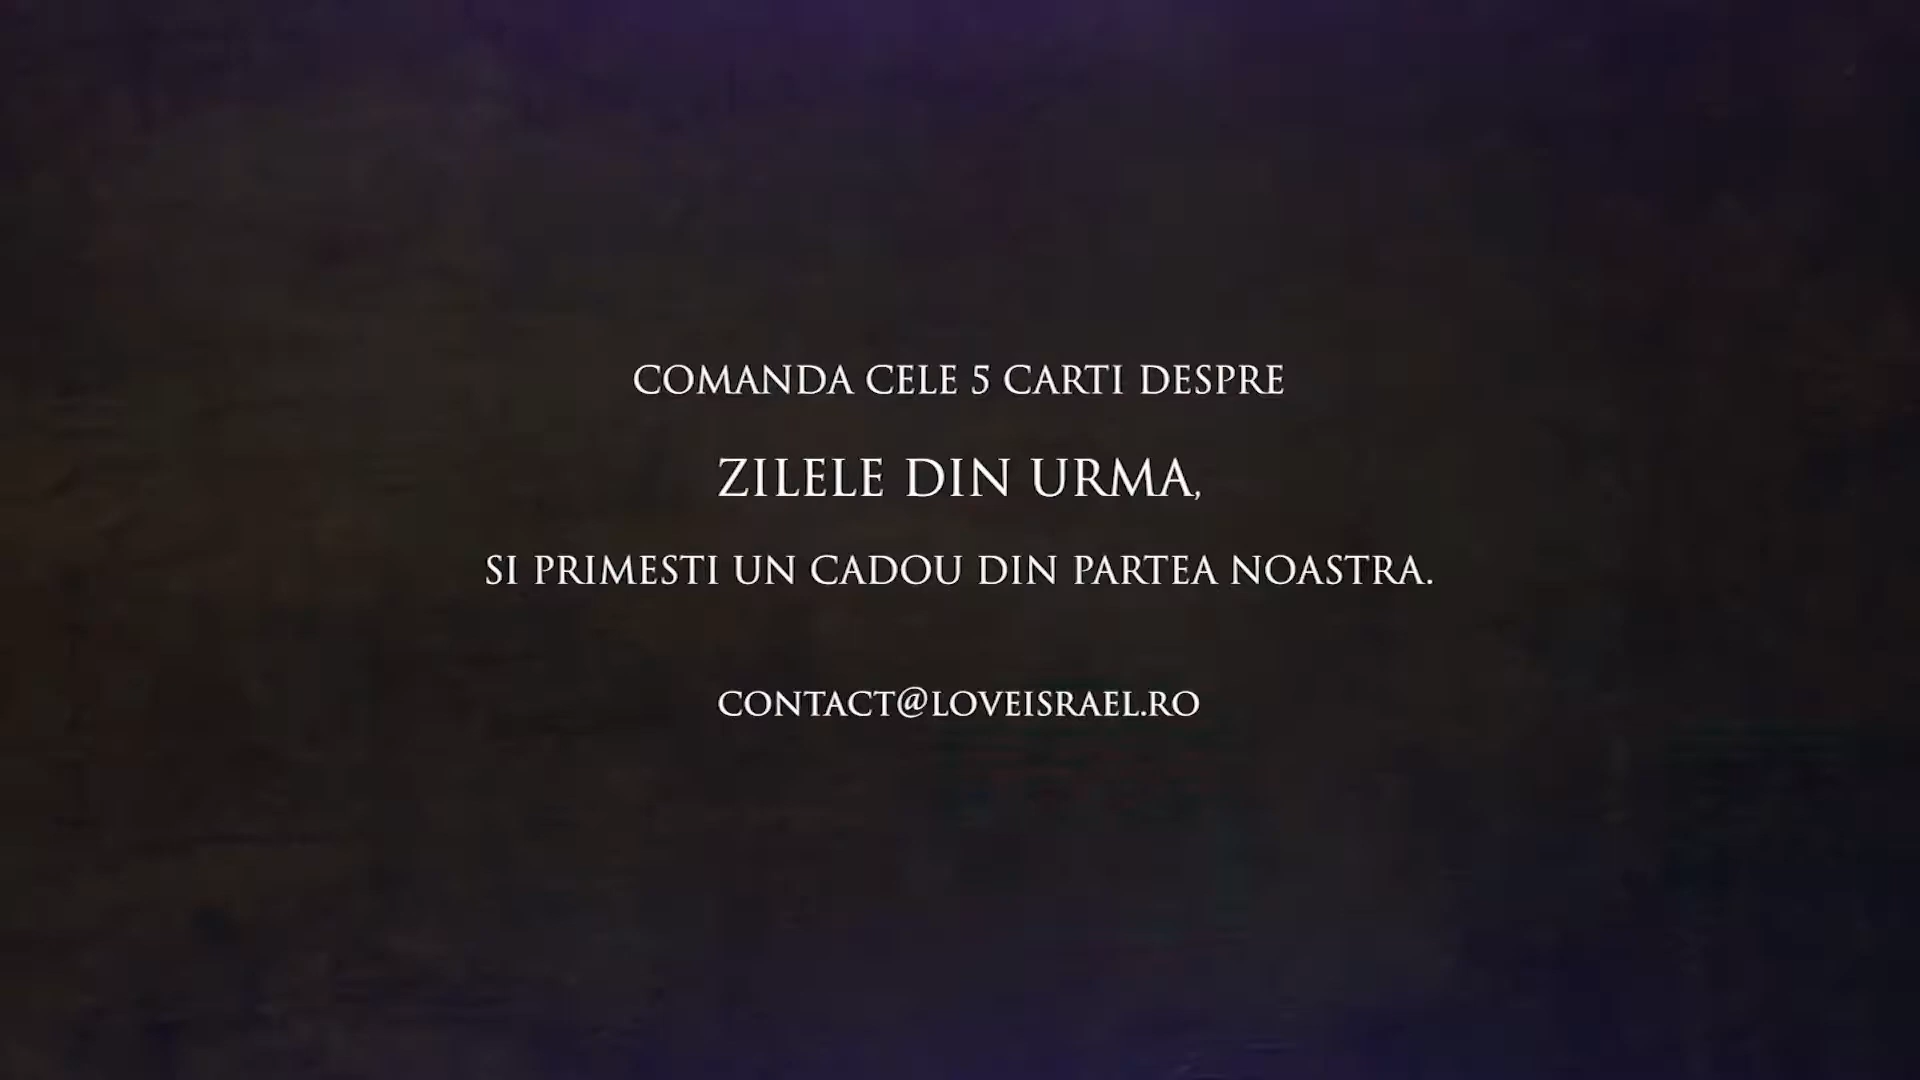 COMANDA CELE 5 CARTI DESPRE
ZILELE DIN URMA,
SI PRIMESTI UN CADOU DIN PARTEA NOASTRA.
CONTACT@LOVEISRAEL.RO